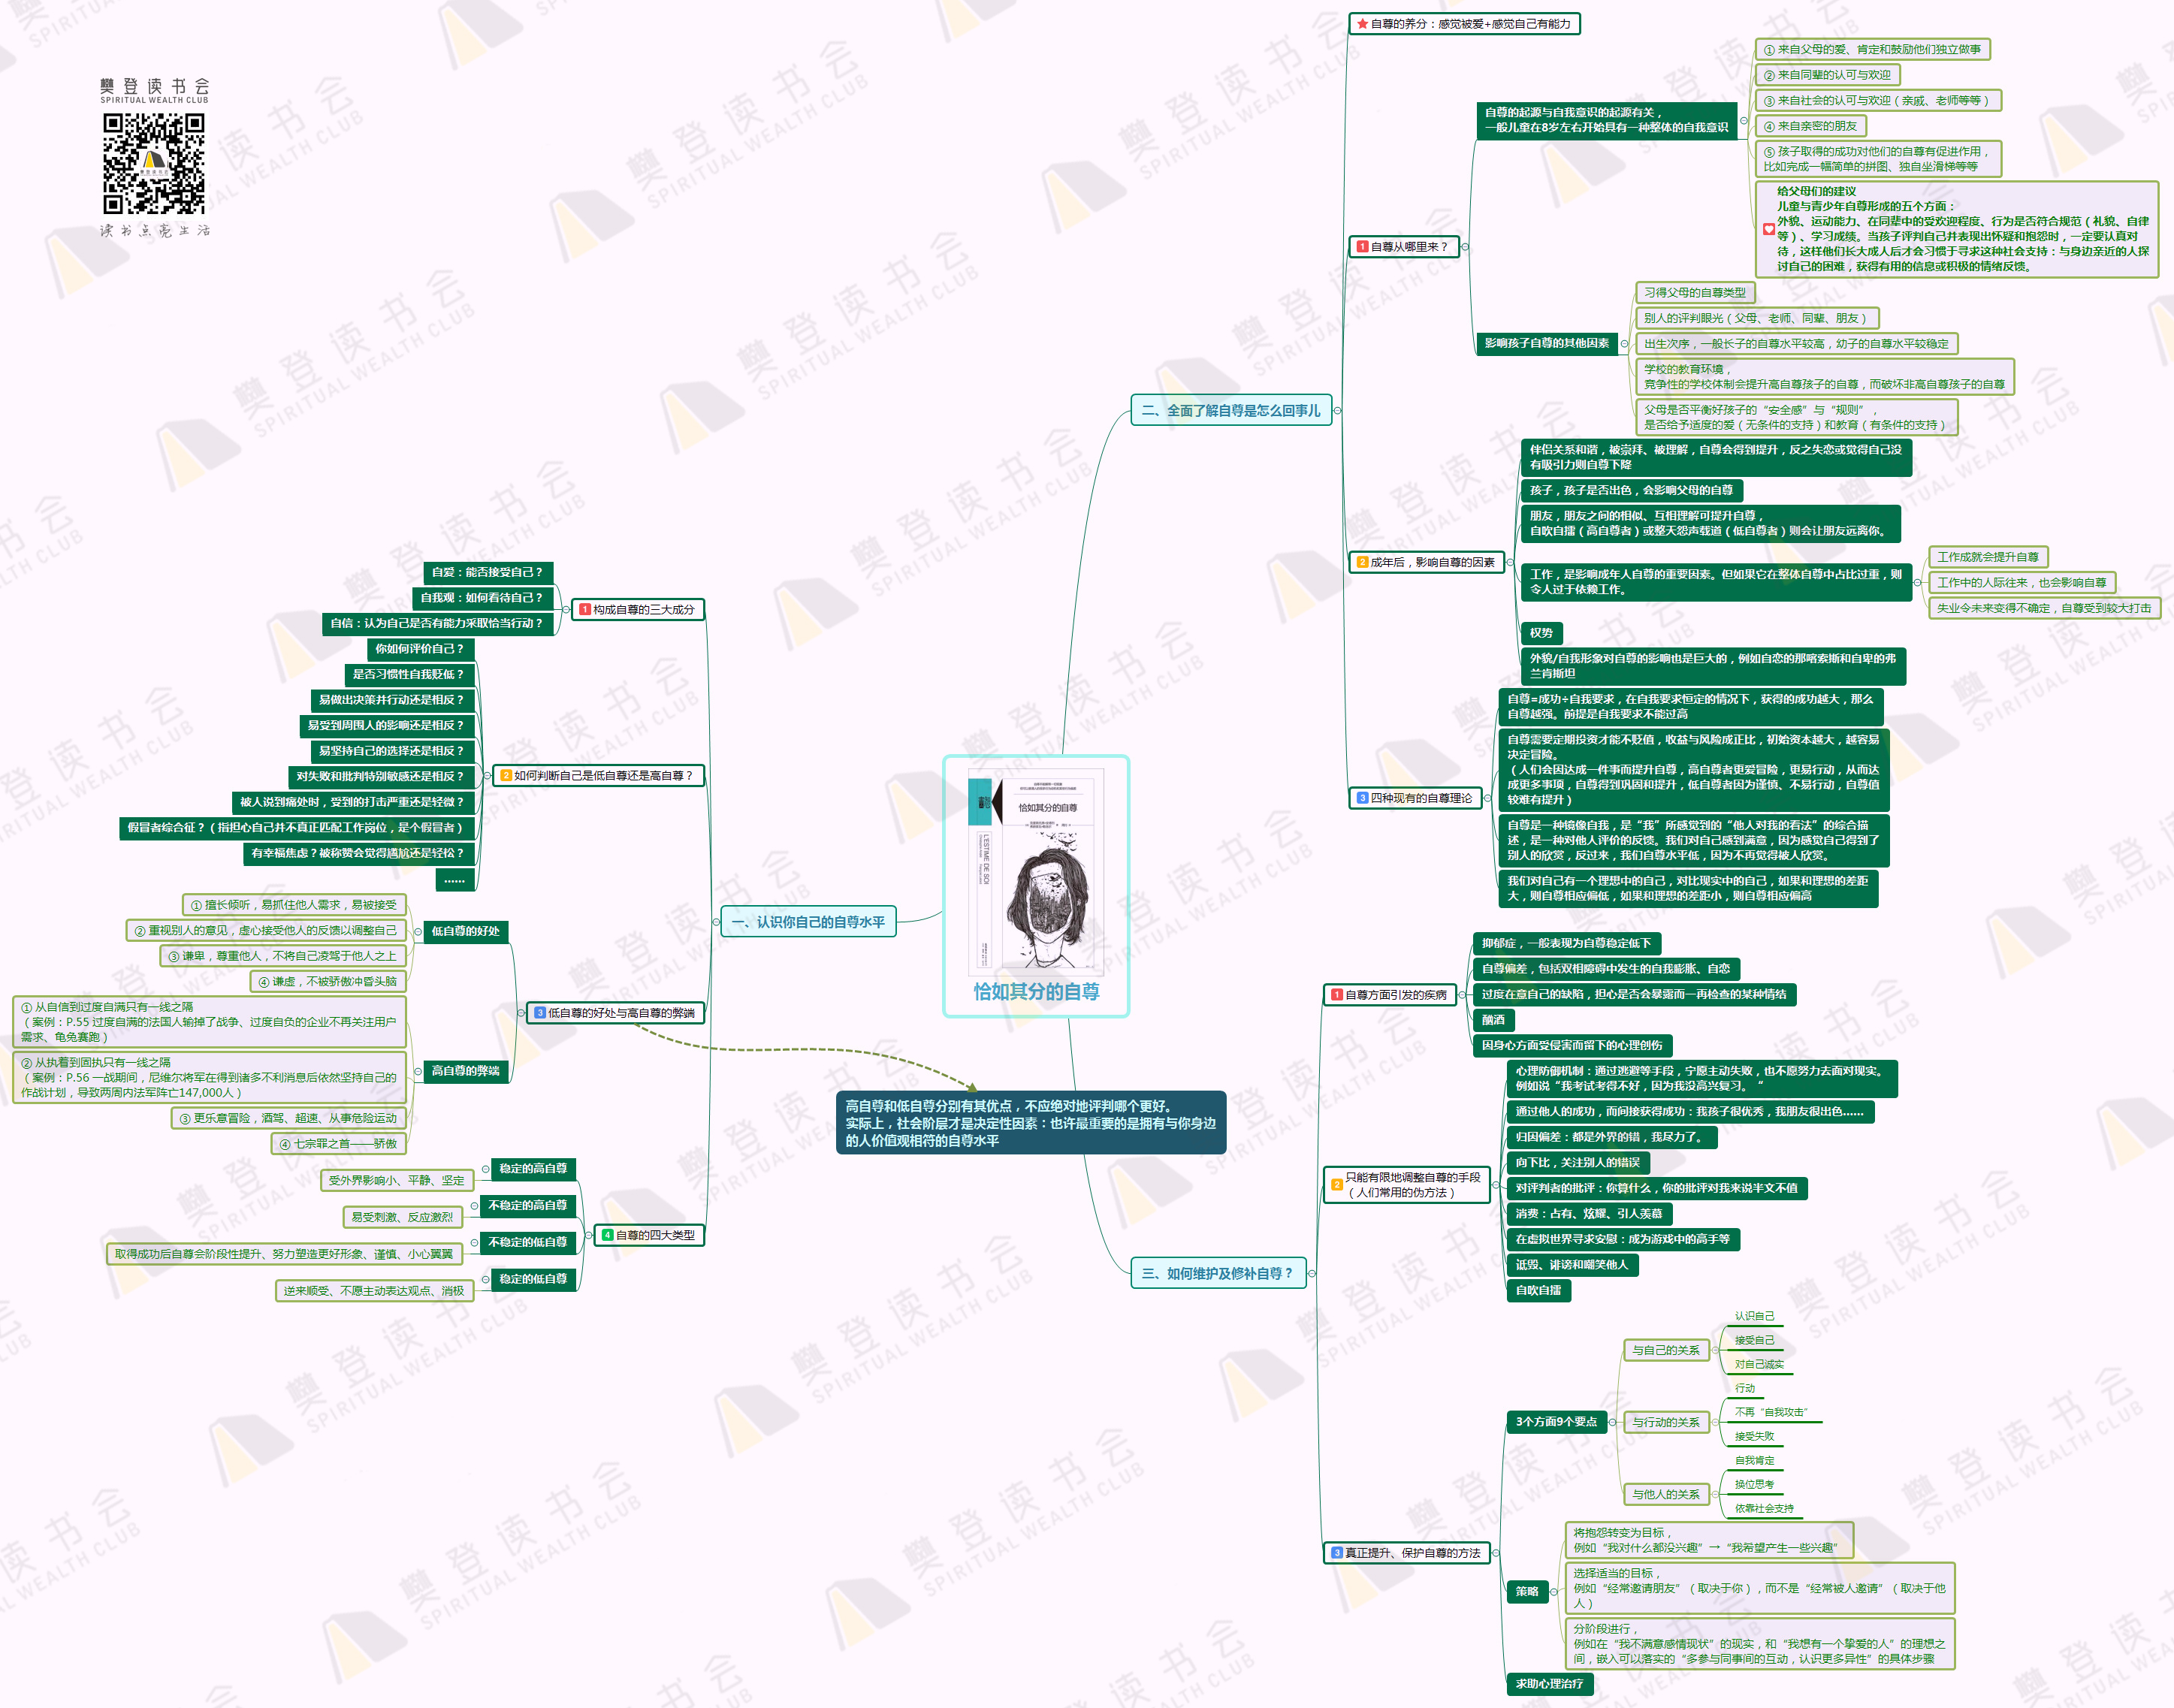 樊登读书会
SPIRITUAL WEALTH CLUB
读书点亮生活
恰如其分的自尊
L'ESTIME DE SOI
恰如其分的自尊
一、认识你自己的自尊水平
1 构成自尊的三大成分
自爱：能否接受自己？
自我观：如何看待自己？
自信：认为自己是否有能力采取恰当行动？
2 如何判断自己是低自尊还是高自尊？
你如何评价自己？
是否习惯性自我贬低？
易做出决策并行动还是相反？
易受到周围人的影响还是相反？
易坚持自己的选择还是相反？
对失败和批判特别敏感还是相反？
被人说到痛处时，受到的打击严重还是轻微？
假冒者综合征？（指担心自己并不真正匹配工作岗位，是个假冒者）
有幸福焦虑？被称赞会觉得尴尬还是轻松？
……
3 低自尊的好处与高自尊的弊端
低自尊的好处
① 擅长倾听，易抓住他人需求，易被接受
② 重视别人的意见，虚心接受他人的反馈以调整自己
③ 谦卑，尊重他人，不将自己凌驾于他人之上
④ 谦虚，不被骄傲冲昏头脑
高自尊的弊端
① 从自信到过度自满只有一线之隔
（案例：P.55 过度自满的法国人输掉了战争、过度自负的企业不再关注用户
需求、龟兔赛跑）
② 从执着到固执只有一线之隔
（案例：P.56 一战期间，尼维尔将军在得到诸多不利消息后依然坚持自己的
作战计划，导致两周内法军阵亡147,000人）
③ 更乐意冒险，酒驾、超速、从事危险运动
④ 七宗罪之首——骄傲
高自尊和低自尊分别有其优点，不应绝对地评判哪个更好。
实际上，社会阶层才是决定性因素：也许最重要的是拥有与你身边
的人价值观相符的自尊水平
4 自尊的四大类型
稳定的高自尊
受外界影响小、平静、坚定
不稳定的高自尊
易受刺激、反应激烈
不稳定的低自尊
取得成功后自尊会阶段性提升、努力塑造更好形象、谨慎、小心翼翼
稳定的低自尊
逆来顺受、不愿主动表达观点、消极
二、全面了解自尊是怎么回事儿
自尊的养分：感觉被爱+感觉自己有能力
1 自尊从哪里来？
自尊的起源与自我意识的起源有关，
一般儿童在8岁左右开始具有一种整体的自我意识
① 来自父母的爱、肯定和鼓励他们独立做事
② 来自同辈的认可与欢迎
③ 来自社会的认可与欢迎（亲戚、老师等等）
④ 来自亲密的朋友
⑤ 孩子取得的成功对他们的自尊有促进作用，
比如完成一幅简单的拼图、独自坐滑梯等等
给父母们的建议
儿童与青少年自尊形成的五个方面：
外貌、运动能力、在同辈中的受欢迎程度、行为是否符合规范（礼貌、自律
等）、学习成绩。当孩子评判自己并表现出怀疑和抱怨时，一定要认真对
待，这样他们长大成人后才会习惯于寻求这种社会支持：与身边亲近的人探
讨自己的困难，获得有用的信息或积极的情绪反馈。
影响孩子自尊的其他因素
习得父母的自尊类型
别人的评判眼光（父母、老师、同辈、朋友）
出生次序，一般长子的自尊水平较高，幼子的自尊水平较稳定
学校的教育环境，
竞争性的学校体制会提升高自尊孩子的自尊，而破坏非高自尊孩子的自尊
父母是否平衡好孩子的“安全感”与“规则”，
是否给予适度的爱（无条件的支持）和教育（有条件的支持）
2 成年后，影响自尊的因素
伴侣关系和谐，被崇拜、被理解，自尊会得到提升，反之失恋或觉得自己没
有吸引力则自尊下降
孩子，孩子是否出色，会影响父母的自尊
朋友，朋友之间的相似、互相理解可提升自尊，
自吹自擂（高自尊者）或整天怨声载道（低自尊者）则会让朋友远离你。
工作，是影响成年人自尊的重要因素。但如果它在整体自尊中占比过重，则
令人过于依赖工作。
工作成就会提升自尊
工作中的人际往来，也会影响自尊
失业令未来变得不确定，自尊受到较大打击
权势
外貌/自我形象对自尊的影响也是巨大的，例如自恋的那喀索斯和自卑的弗
兰肯斯坦
3 四种现有的自尊理论
自尊=成功÷自我要求，在自我要求恒定的情况下，获得的成功越大，那么
自尊越强。前提是自我要求不能过高
自尊需要定期投资才能不贬值，收益与风险成正比，初始资本越大，越容易
决定冒险。
（人们会因达成一件事而提升自尊，高自尊者更爱冒险，更易行动，从而达
成更多事项，自尊得到巩固和提升，低自尊者因为谨慎、不易行动，自尊值
较难有提升）
自尊是一种镜像自我，是“我”所感觉到的“他人对我的看法”的综合描
述，是一种对他人评价的反馈。我们对自己感到满意，因为感觉自己得到了
别人的欣赏，反过来，我们自尊水平低，因为不再觉得被人欣赏。
我们对自己有一个理想中的自己，对比现实中的自己，如果和理想的差距
大，则自尊相应偏低，如果和理想的差距小，则自尊相应偏高
三、如何维护及修补自尊？
1 自尊方面引发的疾病
抑郁症，一般表现为自尊稳定低下
自尊偏差，包括双相障碍中发生的自我膨胀、自恋
过度在意自己的缺陷，担心是否会暴露而一再检查的某种情结
酗酒
因身心方面受侵害而留下的心理创伤
2 只能有限地调整自尊的手段
（人们常用的伪方法）
心理防御机制：通过逃避等手段，宁愿主动失败，也不愿努力去面对现实。
例如说“我考试考得不好，因为我没高兴复习。“
通过他人的成功，而间接获得成功：我孩子很优秀，我朋友很出色……
归因偏差：都是外界的错，我尽力了。
向下比，关注别人的错误
对评判者的批评：你算什么，你的批评对我来说半文不值
消费：占有、炫耀、引人羡慕
在虚拟世界寻求安慰：成为游戏中的高手等
诋毁、诽谤和嘲笑他人
自吹自擂
3 真正提升、保护自尊的方法
3个方面9个要点
与自己的关系
认识自己
接受自己
对自己诚实
与行动的关系
行动
不再“自我攻击”
接受失败
与他人的关系
自我肯定
换位思考
依靠社会支持
策略
将抱怨转变为目标，
例如“我对什么都没兴趣”→“我希望产生一些兴趣”
选择适当的目标，
例如“经常邀请朋友”（取决于你），而不是“经常被人邀请”（取决于他
人）
分阶段进行，
例如在“我不满意感情现状”的现实，和“我想有一个挚爱的人”的理想之
间，嵌入可以落实的“多参与同事间的互动，认识更多异性”的具体步骤
求助心理治疗